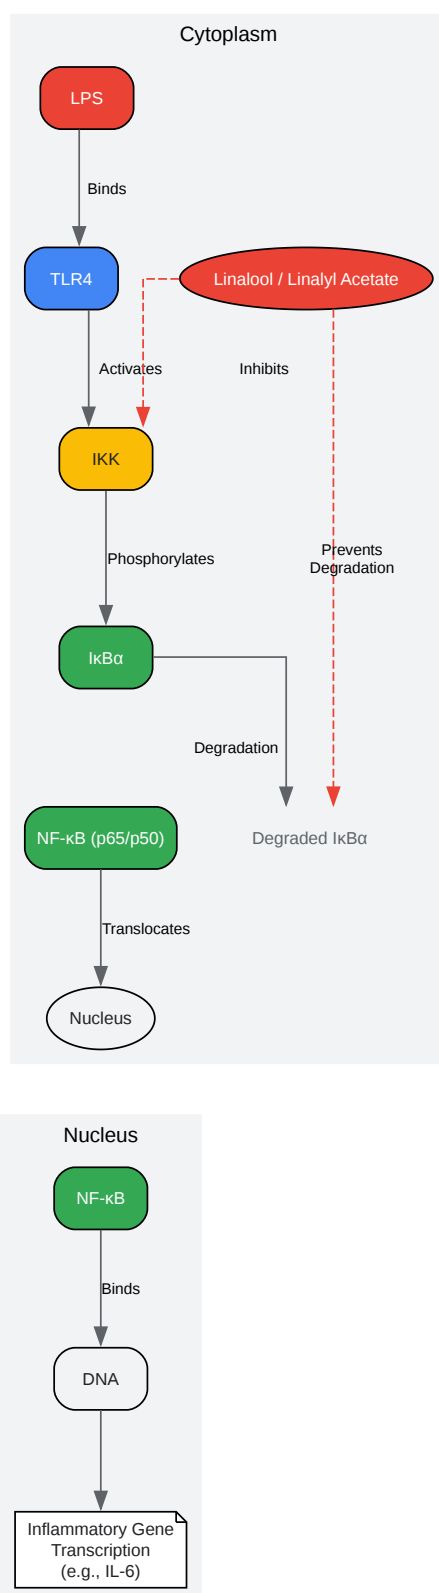 Cytoplasm
LPS
Binds
TLR4
Linalool / Linalyl Acetate
Activates
Inhibits
IKK
Phosphorylates
Prevents
Degradation
IκBα
Degradation
NF-κB (p65/p50)
Degraded IκBα
Translocates
Nucleus
Nucleus
NF-κB
Binds
DNA
Inflammatory Gene
Transcription
(e.g., IL-6)